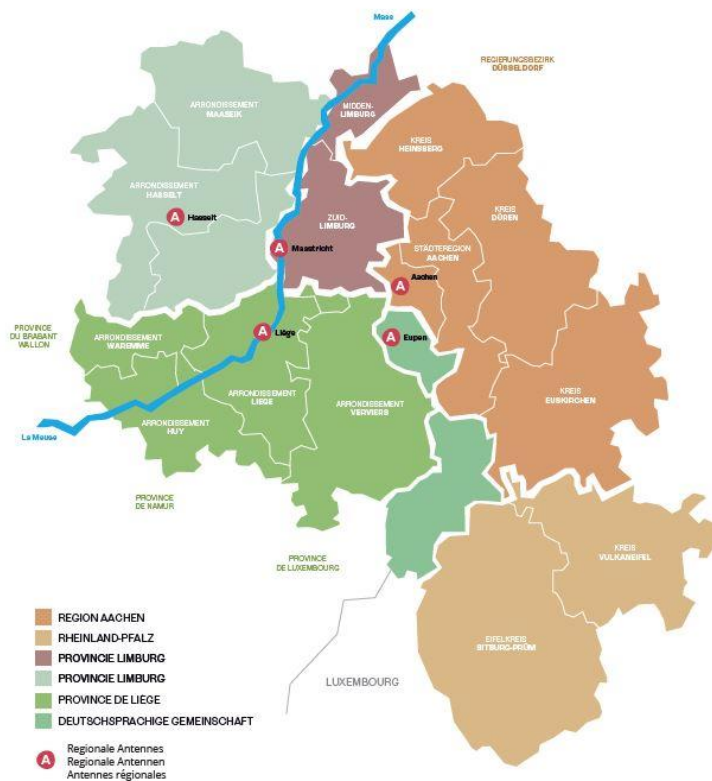 Maas
REGIERUNGSBEZIRK
DÜSSELDORF
ARRONDISSEMENT
MAASEIK
MIDDEN-
LIMBURG
KREIS
HEINSBERG
ARRONDISSEMENT
HASSELT
A Hasselt
KREIS
DÜREN
ZUID-
LIMBURG
A Maastricht
STÄDTEREGION
AACHEN
A Aachen
PROVINCE
DU BRABANT
WALLON
ARRONDISSEMENT
WAREMME
A Liège
A Eupen
ARRONDISSEMENT
LIEGE
ARRONDISSEMENT
VERVIERS
KREIS
EUSKIRCHEN
La Meuse
ARRONDISSEMENT
HUY
PROVINCE
DE NAMUR
PROVINCE
DE LUXEMBOURG
KREIS
VULKANEIFEL
EIFELKREIS
BITBURG-PRÜM
LUXEMBOURG
REGION AACHEN
RHEINLAND-PFALZ
PROVINCIE LIMBURG
PROVINCIE LIMBURG
PROVINCE DE LIÈGE
DEUTSCHSPRACHIGE GEMEINSCHAFT
A
Regionale Antennes
Regionale Antennen
Antennes régionales